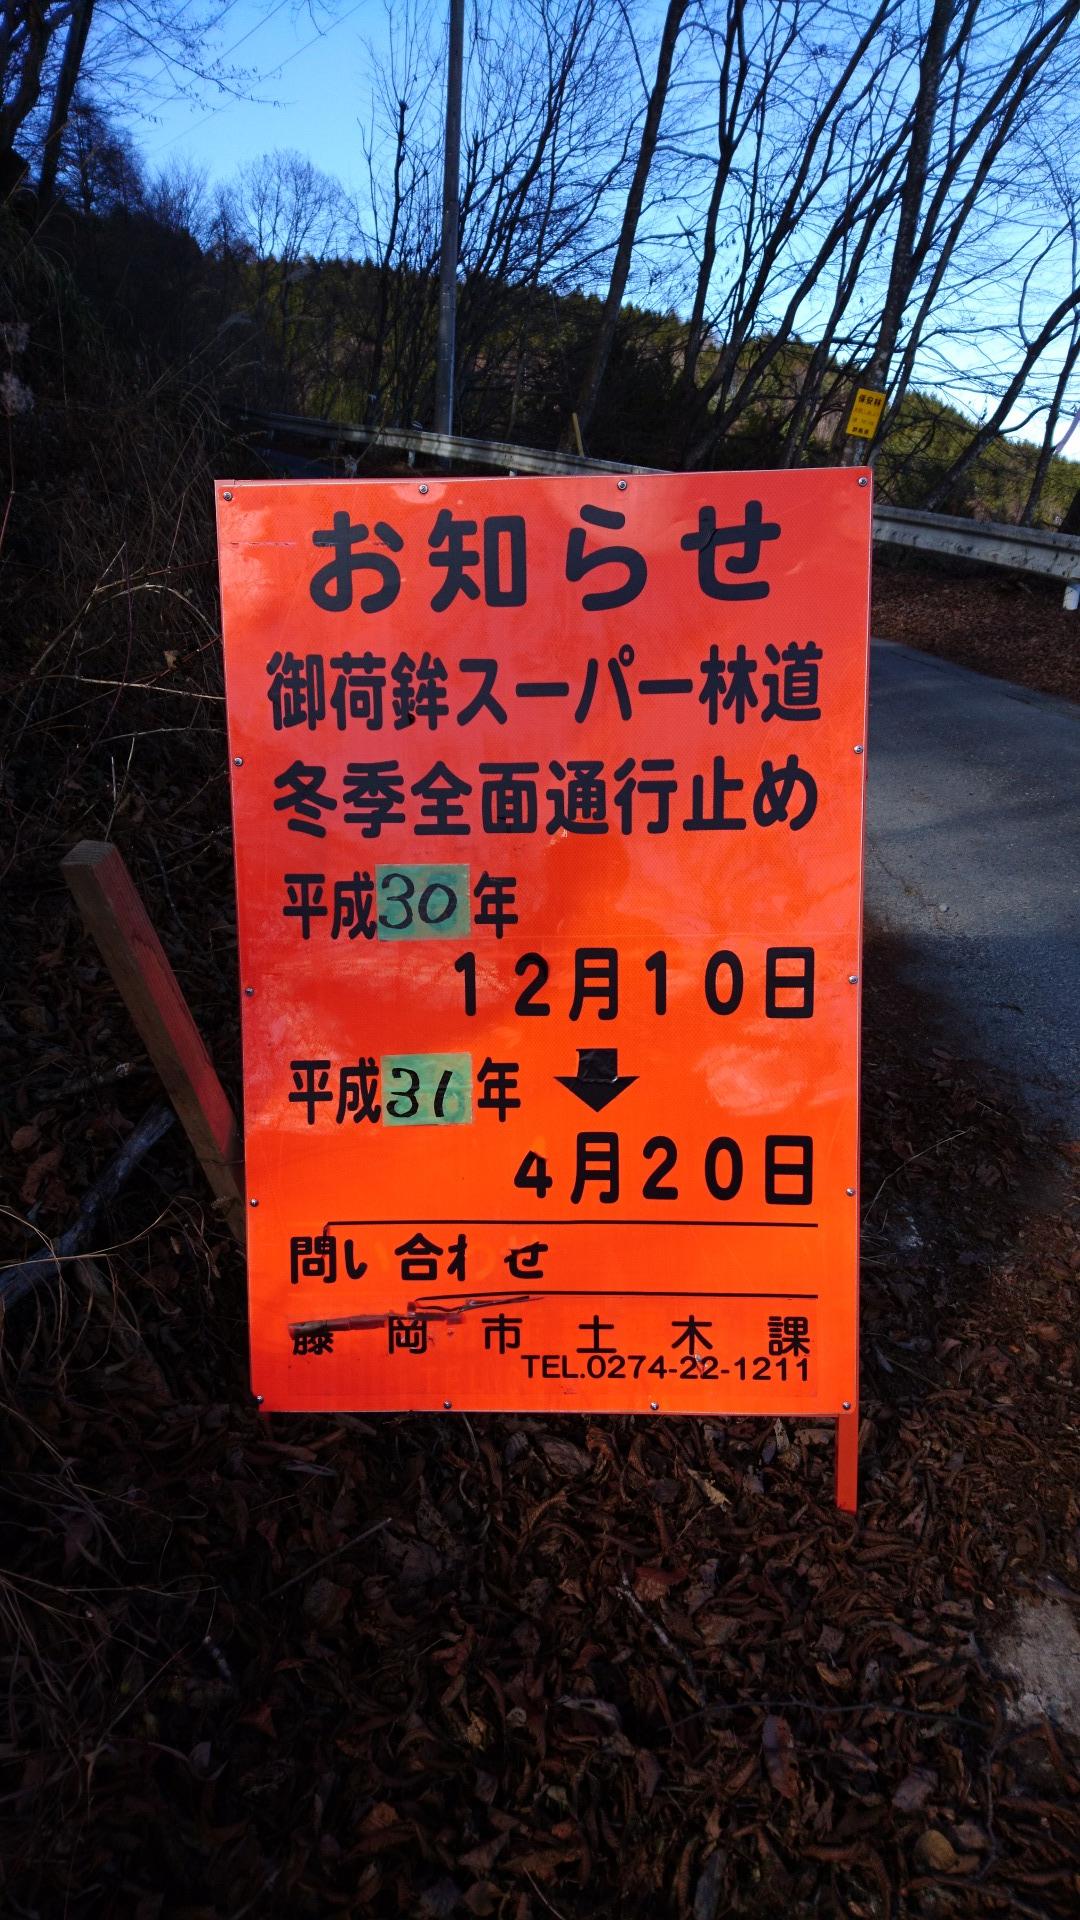 お知らせ
御荷鉾スーパー林道
冬季全面通行止め
平成30年
12月10日
平成31年
4月20日
問い合わせ
藤岡市土木課
TEL.0274-22-1211
保安林